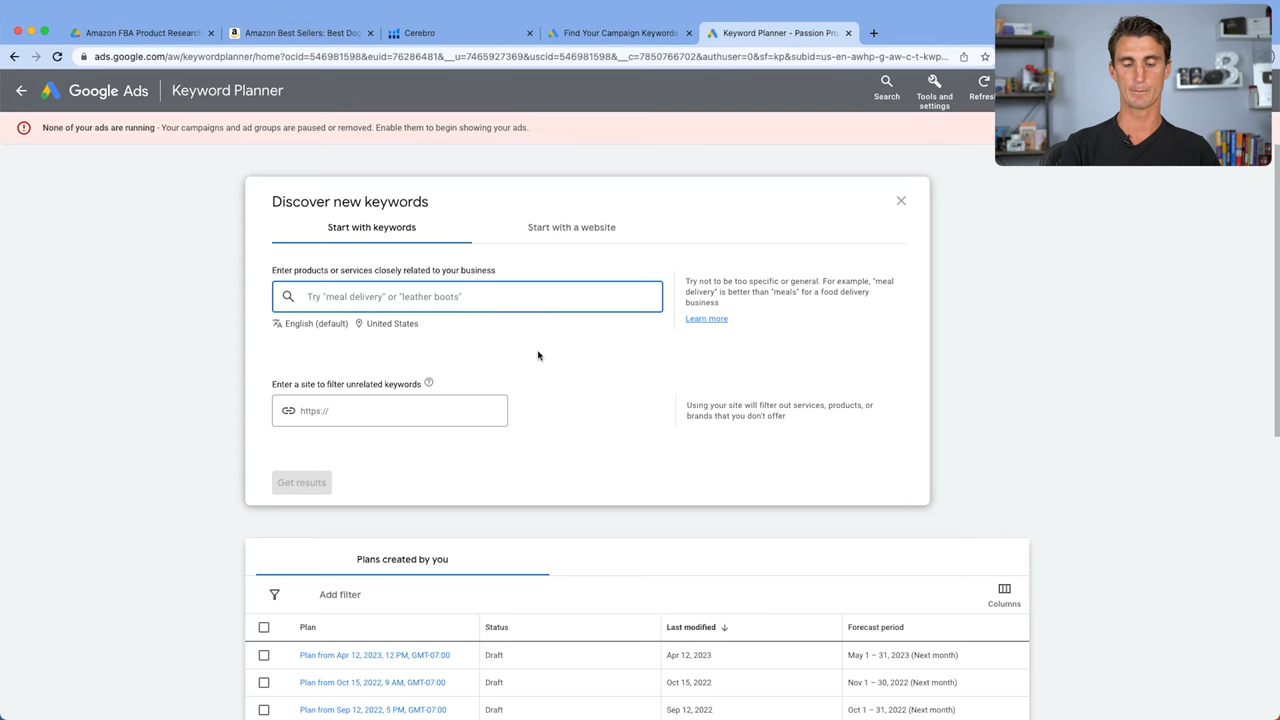 Amazon FBA Product Research
Amazon Best Sellers: Best Dog
Cerebro
Find Your Campaign Keywords
Keyword Planner - Passion Pro
ads.google.com/aw/keywordplanner/home?ocid=546981598&euid=76286481&__u=7465927369&uscid=546981598&__c=7850766702&authuser=0&sf=kp&subid=us-en-awhp-g-aw-c-t-kwp...
Google Ads
Keyword Planner
Search
Tools and
settings
Refresh
None of your ads are running - Your campaigns and ad groups are paused or removed. Enable them to begin showing your ads.
Discover new keywords
Start with keywords
Start with a website
Enter products or services closely related to your business
Try "meal delivery" or "leather boots"
English (default)
United States
Try not to be too specific or general. For example, "meal
delivery" is better than "meals" for a food delivery
business
Learn more
Enter a site to filter unrelated keywords
https://
Using your site will filter out services, products, or
brands that you don't offer
Get results
Plans created by you
Add filter
Columns
Plan Status Last modified Forecast period
Plan from Apr 12, 2023, 12 PM, GMT-07:00 Draft Apr 12, 2023 May 1 – 31, 2023 (Next month)
Plan from Oct 15, 2022, 9 AM, GMT-07:00 Draft Oct 15, 2022 Nov 1 – 30, 2022 (Next month)
Plan from Sep 12, 2022, 5 PM, GMT-07:00 Draft Sep 12, 2022 Oct 1 – 31, 2022 (Next month)